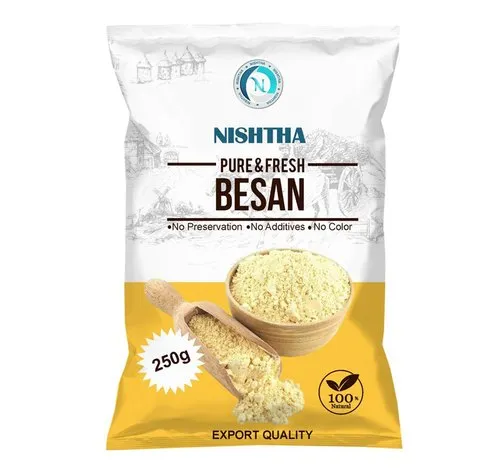 N
NISHTHA
PURE & FRESH
BESAN
•No Preservation •No Additives •No Color
250g
100%
Natural
EXPORT QUALITY